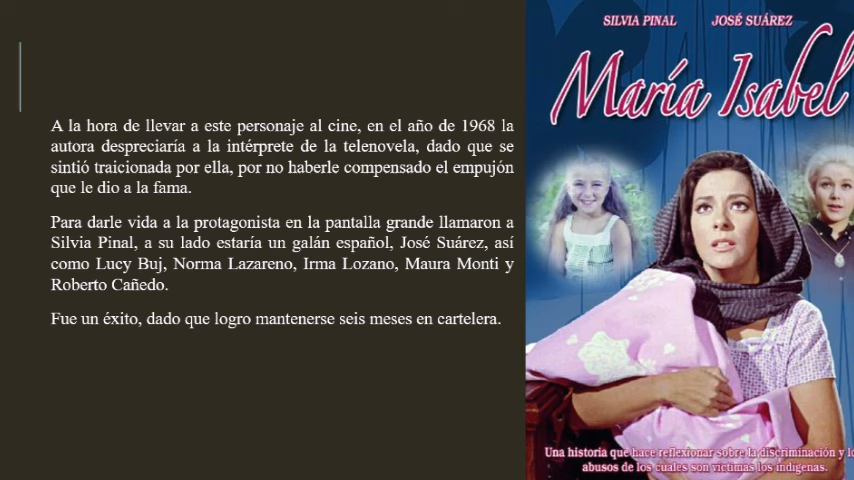 A la hora de llevar a este personaje al cine, en el año de 1968 la
autora despreciaría a la intérprete de la telenovela, dado que se
sintió traicionada por ella, por no haberle compensado el empujón
que le dio a la fama.
Para darle vida a la protagonista en la pantalla grande llamaron a
Silvia Pinal, a su lado estaría un galán español, José Suárez, así
como Lucy Buj, Norma Lazareno, Irma Lozano, Maura Monti y
Roberto Cañedo.
Fue un éxito, dado que logro mantenerse seis meses en cartelera.
SILVIA PINAL JOSÉ SUÁREZ
María Isabel
Una historia que hace reflexionar sobre la discriminación y lo
abusos de los cuales son víctimas los indígenas.